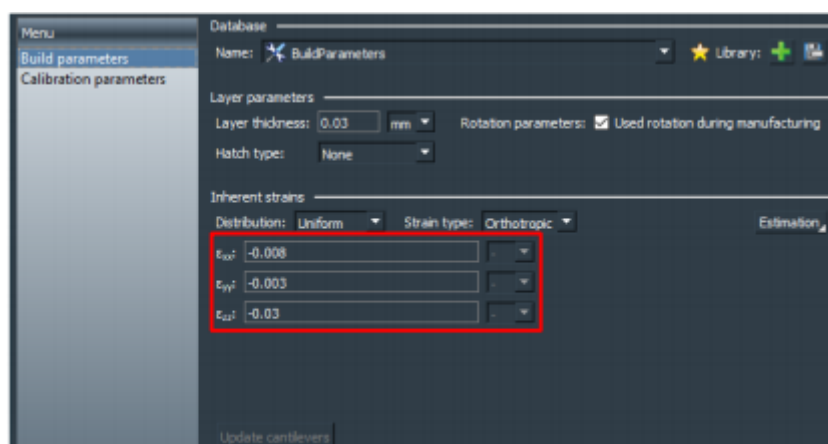 Menu
Build parameters
Calibration parameters
Database
Name: BuildParameters Library:
Layer parameters
Layer thickness: 0.03 mm Rotation parameters: Used rotation during manufacturing
Hatch type: None
Inherent strains
Distribution: Uniform Strain type: Orthotropic Estimation
εxx: -0.008 -
εyy: -0.003 -
εzz: -0.03 -
Update cantilevers